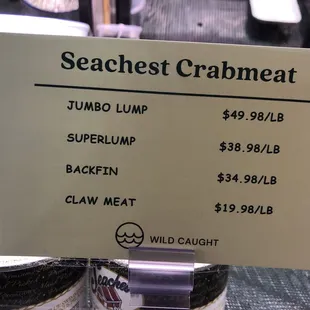 Seachest Crabmeat
JUMBO LUMP $49.98/LB
SUPERLUMP $38.98/LB
BACKFIN $34.98/LB
CLAW MEAT $19.98/LB
WILD CAUGHT